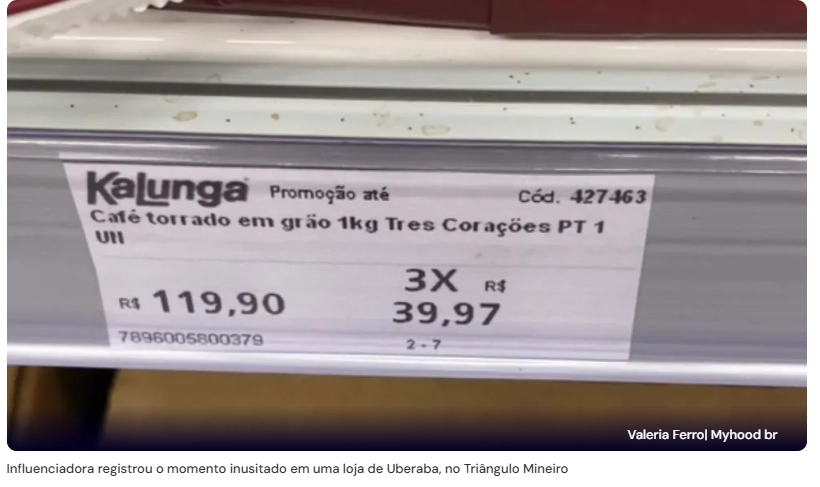 Kalunga Promoção até Cód. 427463
Café torrado em grão 1kg Tres Corações PT 1
UN
R$ 119,90
3X R$
39,97
7896005800379
2 - 7
Valeria Ferro| Myhood br
Influenciadora registrou o momento inusitado em uma loja de Uberaba, no Triângulo Mineiro